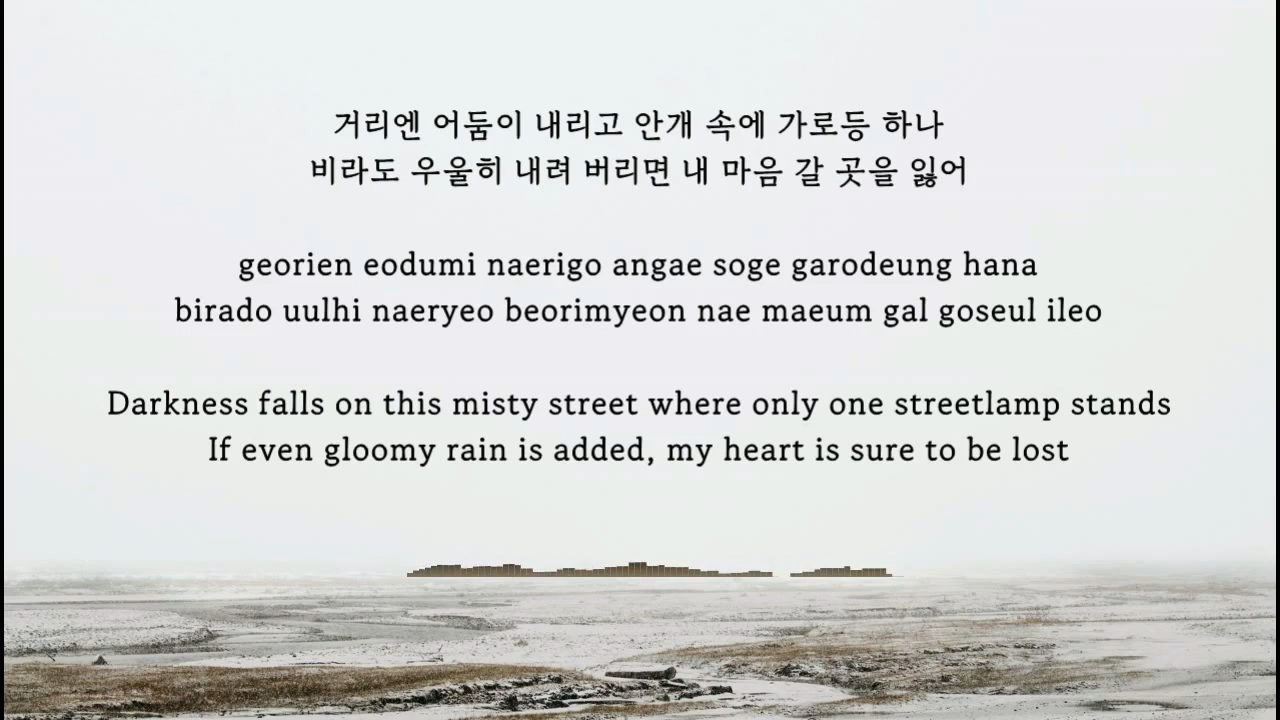 거리엔 어둠이 내리고 안개 속에 가로등 하나
비라도 우울히 내려 버리면 내 마음 갈 곳을 잃어
georien eodumi naerigo angae soge garodeung hana
birado uulhi naeryeo beorimyeon nae maeum gal goseul ileo
Darkness falls on this misty street where only one streetlamp stands
If even gloomy rain is added, my heart is sure to be lost